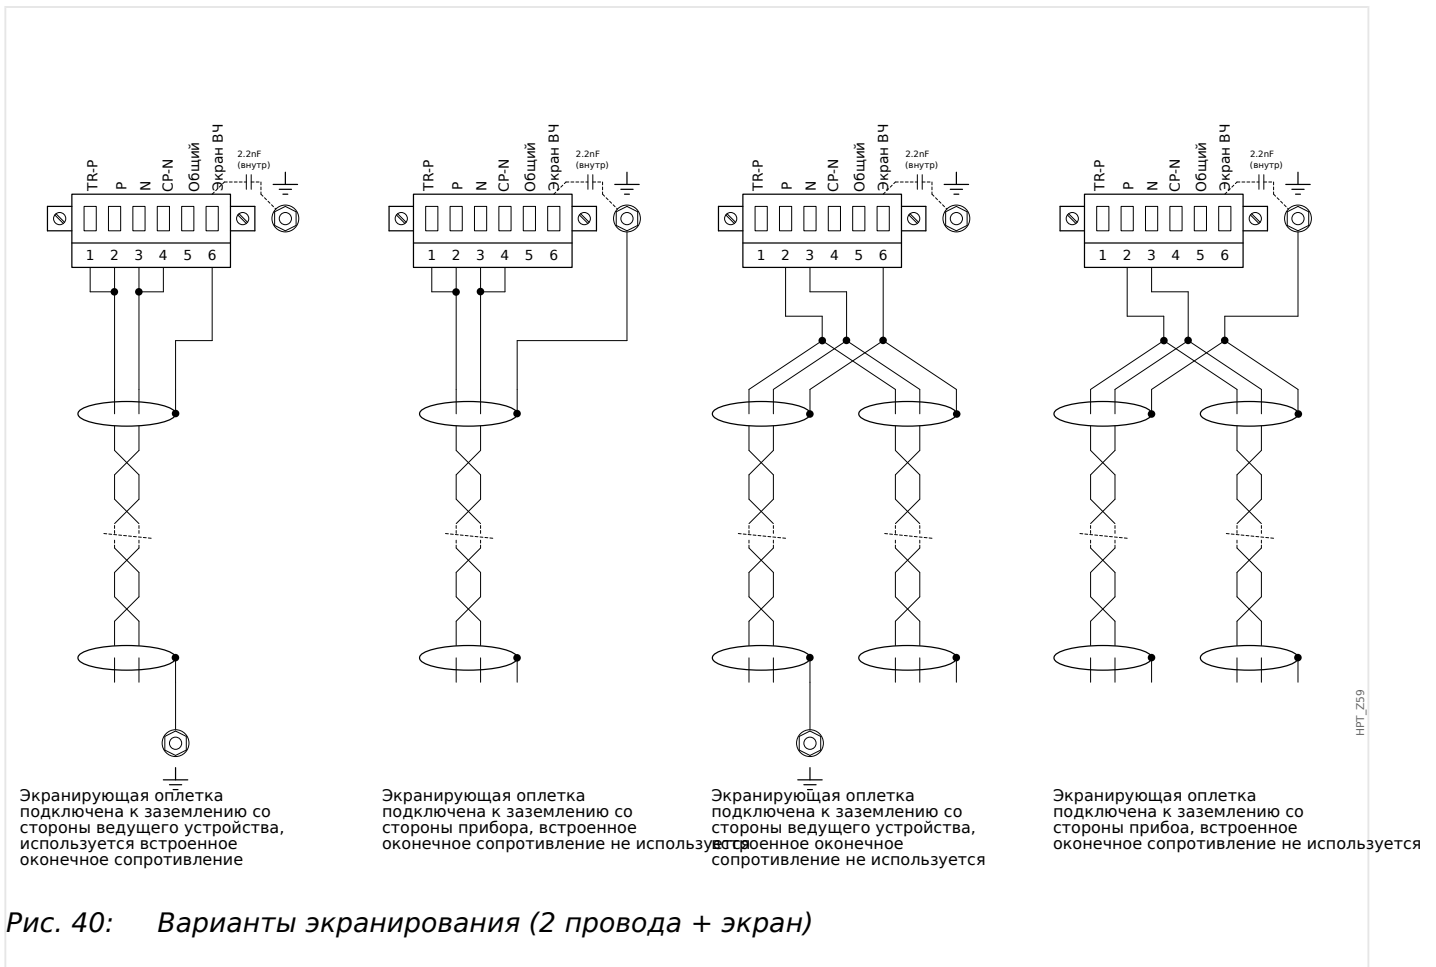 TR-P
P
N
CP-N
Общий
Экран ВЧ
2.2nF
(внутр)
1 2 3 4 5 6
TR-P
P
N
CP-N
Общий
Экран ВЧ
2.2nF
(внутр)
1 2 3 4 5 6
TR-P
P
N
CP-N
Общий
Экран ВЧ
2.2nF
(внутр)
1 2 3 4 5 6
TR-P
P
N
CP-N
Общий
Экран ВЧ
2.2nF
(внутр)
1 2 3 4 5 6
HPT_Z59
Экранирующая оплетка
подключена к заземлению со
стороны ведущего устройства,
используется встроенное
оконечное сопротивление
Экранирующая оплетка
подключена к заземлению со
стороны прибора, встроенное
оконечное сопротивление не используется
Экранирующая оплетка
подключена к заземлению со
стороны ведущего устройства,
встроенное оконечное
сопротивление не используется
Экранирующая оплетка
подключена к заземлению со
стороны прибоа, встроенное
оконечное сопротивление не используется
Рис. 40: Варианты экранирования (2 провода + экран)